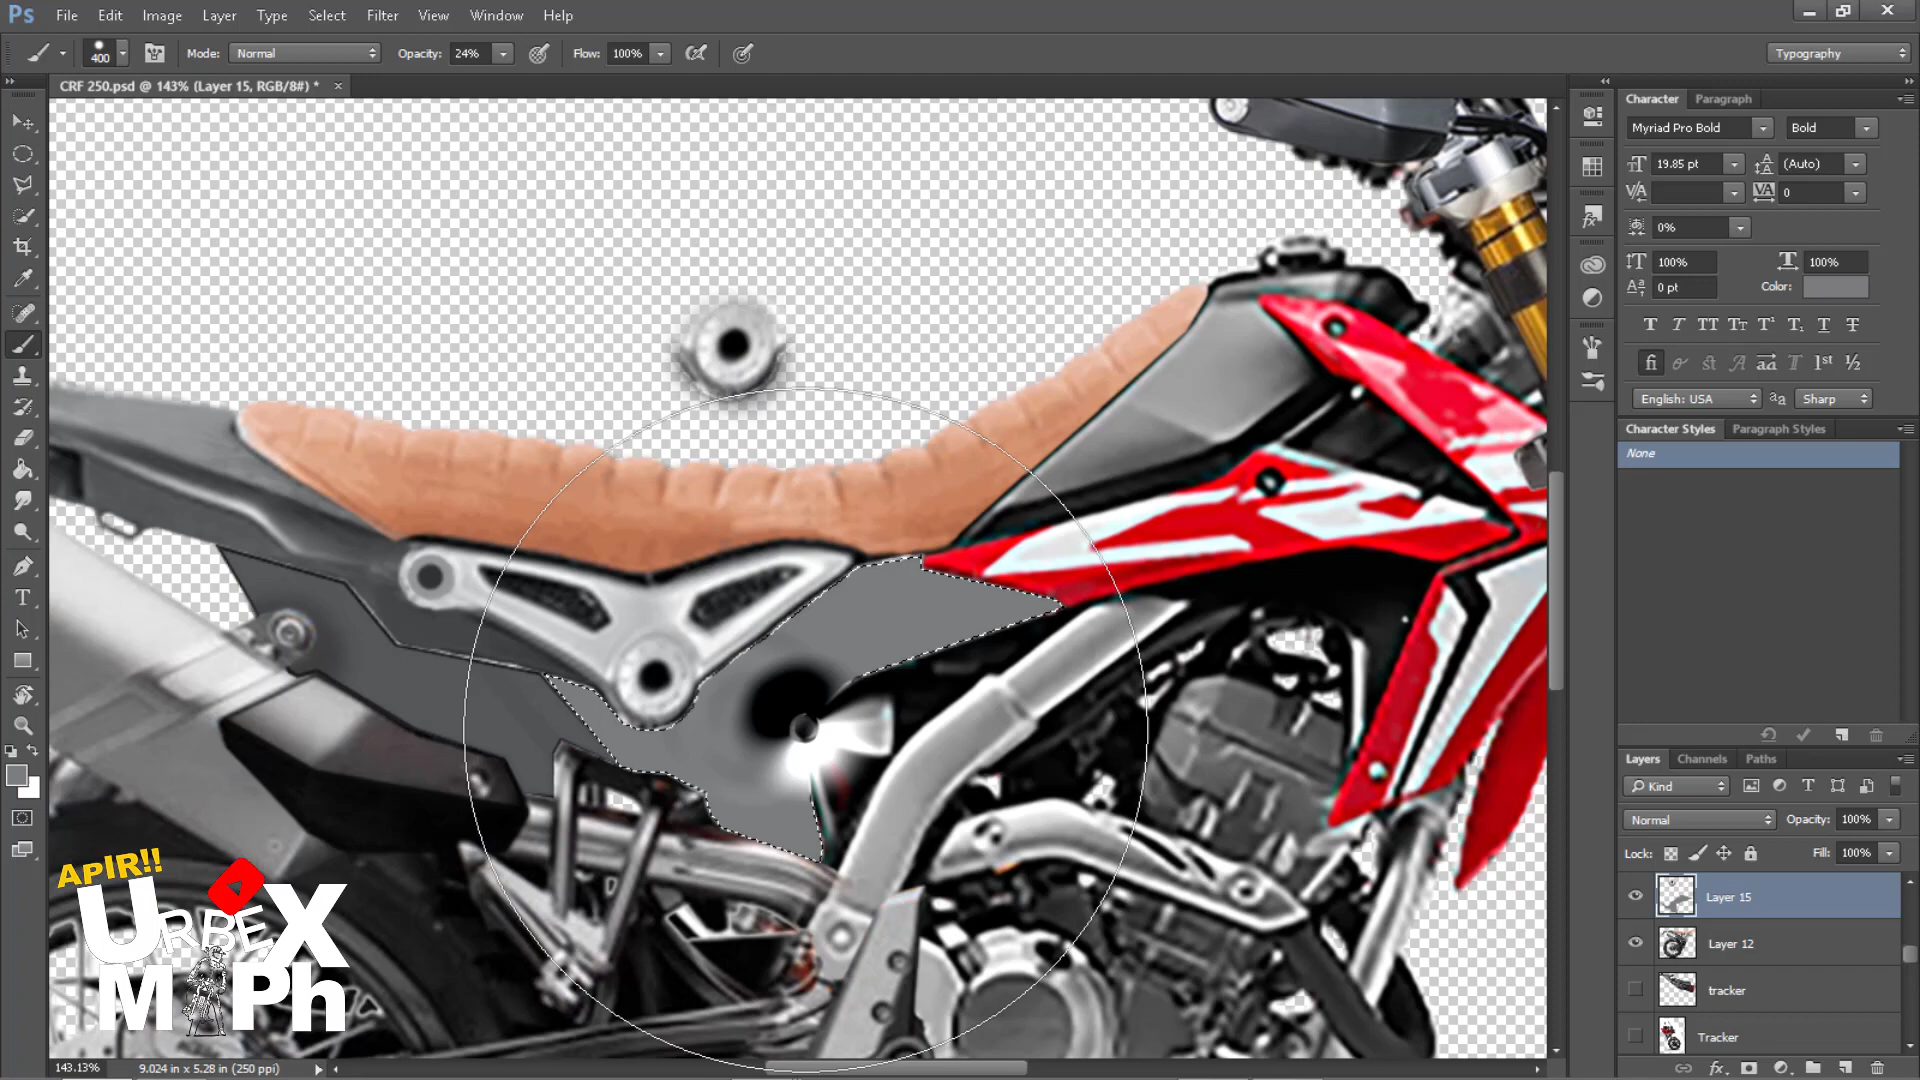 Ps File Edit Image Layer Type Select Filter View Window Help
400 Mode: Normal Opacity: 24% Flow: 100% Typography
CRF 250.psd @ 143% (Layer 15, RGB/8#) * ×
Character Paragraph
Myriad Pro Bold Bold
19.85 pt (Auto)
0
0%
100% 100%
0 pt Color:
English: USA Sharp
Character Styles Paragraph Styles
None
Layers Channels Paths
Kind
Normal Opacity: 100%
Lock: Fill: 100%
Layer 15
Layer 12
tracker
Tracker
APIR!!
URBEX
M PH
143.13% 9.024 in x 5.28 in (250 ppi)